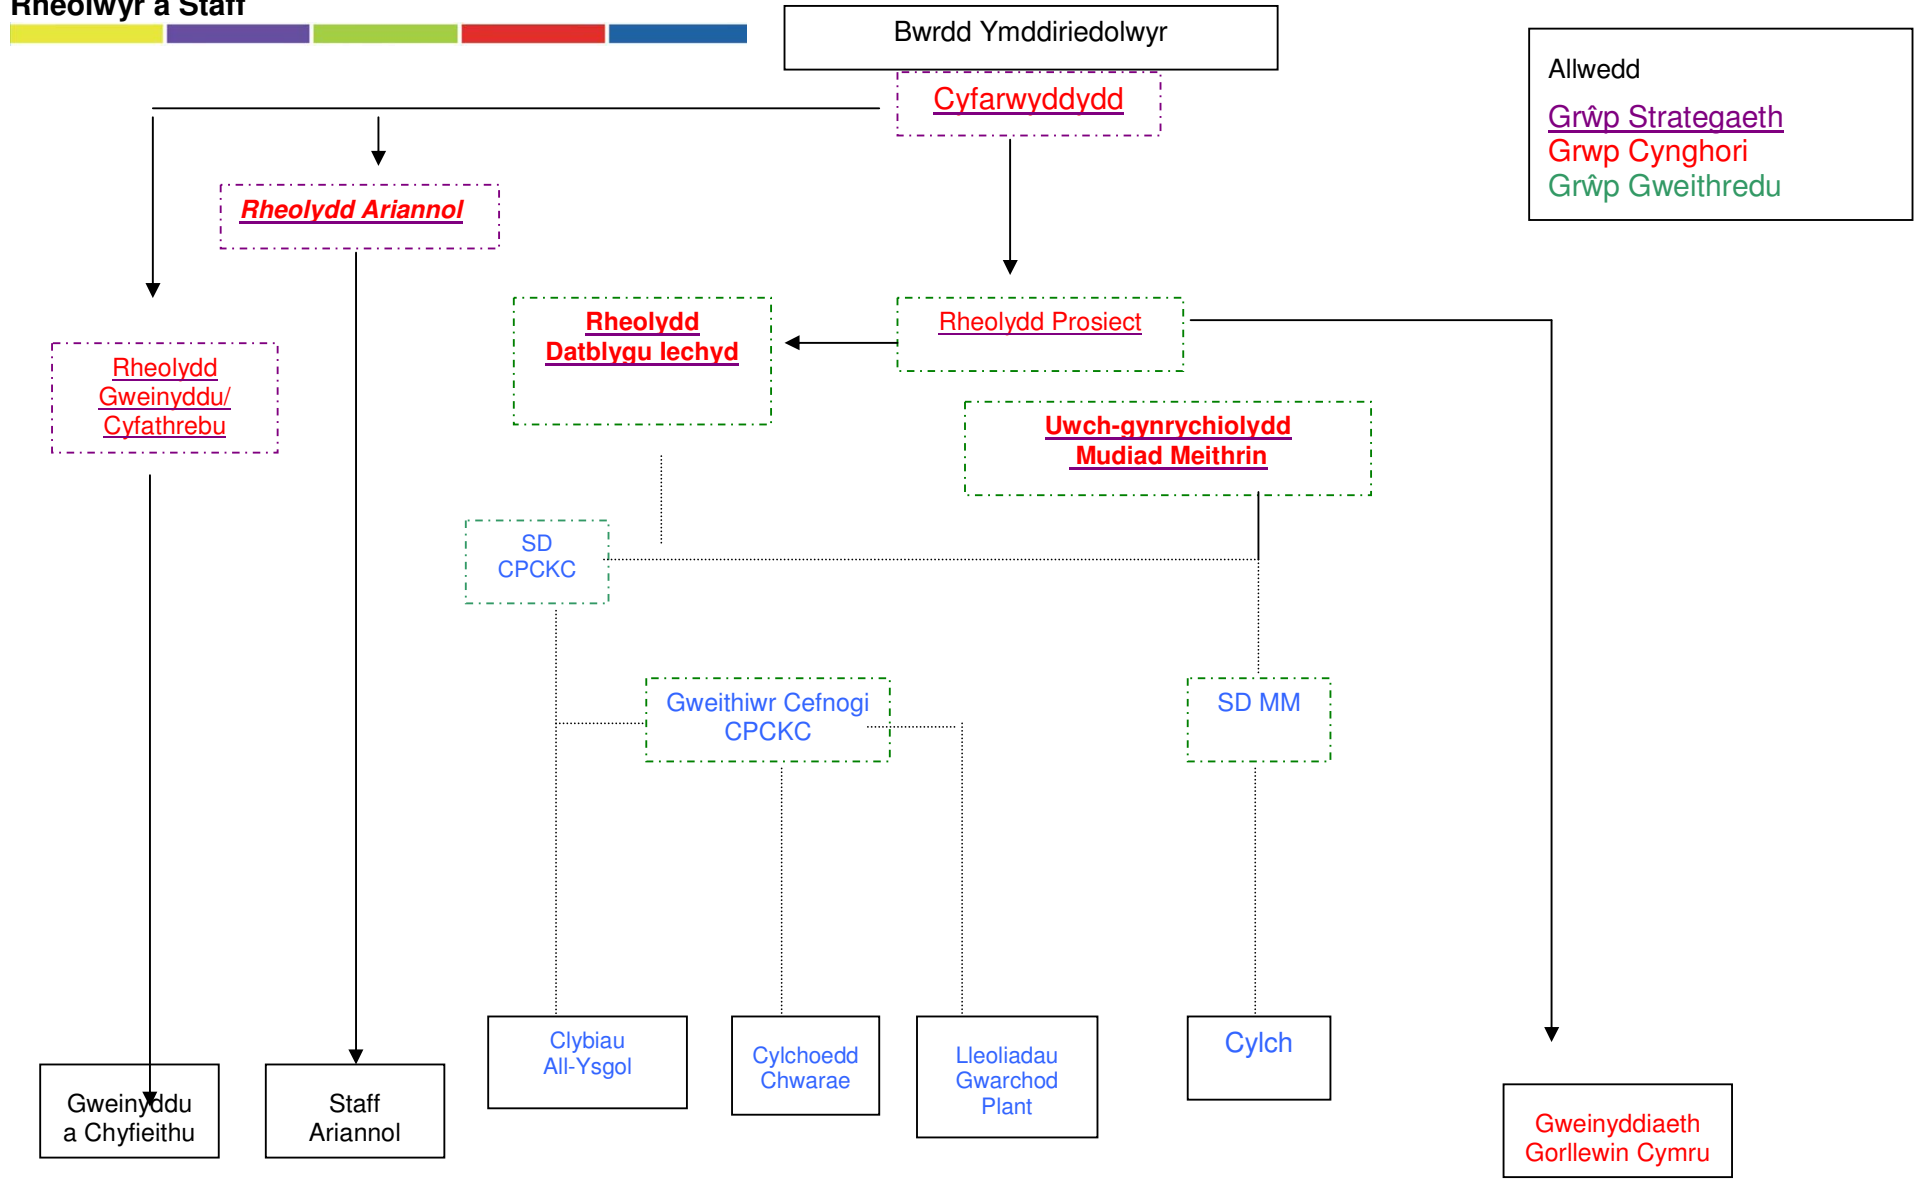 Rheolwyr a Staff
Bwrdd Ymddiriedolwyr
Cyfarwyddydd
Allwedd
Grŵp Strategaeth
Grwp Cynghori
Grŵp Gweithredu
Rheolydd Ariannol
Rheolydd
Datblygu Iechyd
Rheolydd Prosiect
Rheolydd
Gweinyddu/
Cyfathrebu
Uwch-gynrychiolydd
Mudiad Meithrin
SD
CPCKC
Gweithiwr Cefnogi
CPCKC
SD MM
Clybiau
All-Ysgol
Cylchoedd
Chwarae
Lleoliadau
Gwarchod
Plant
Cylch
Gweinyddu
a Chyfieithu
Staff
Ariannol
Gweinyddiaeth
Gorllewin Cymru